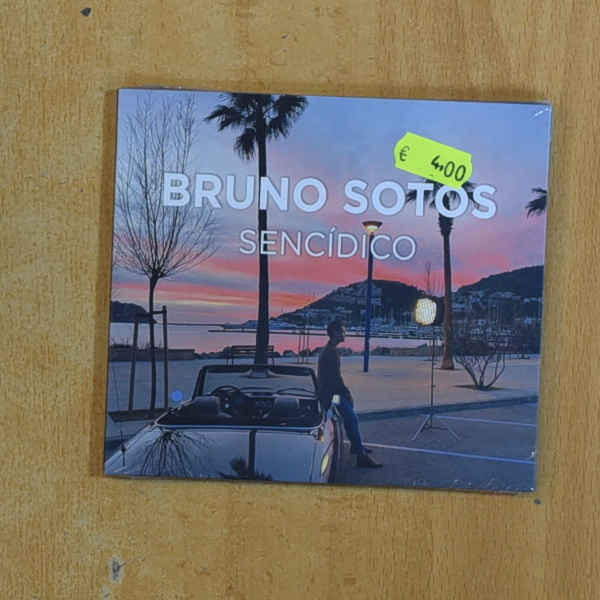 € 4,00
BRUNO SOTOS
SENCÍDICO